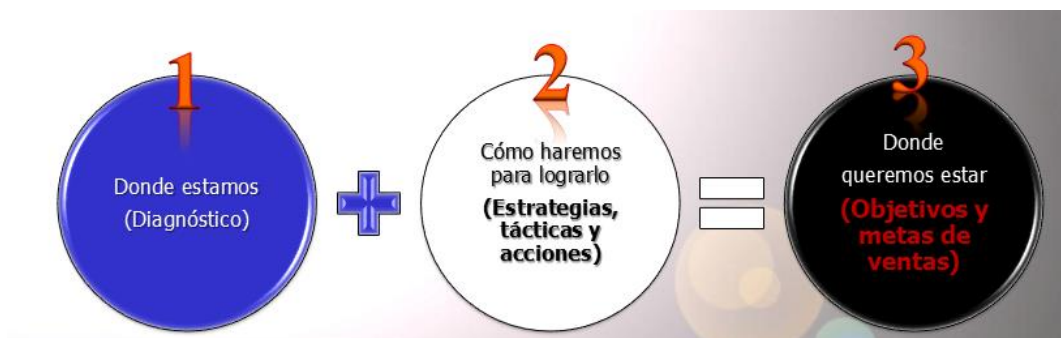 1
Donde estamos
(Diagnóstico)
2
Cómo haremos
para lograrlo
(Estrategias,
tácticas y
acciones)
3
Donde
queremos estar
(Objetivos y
metas de
ventas)